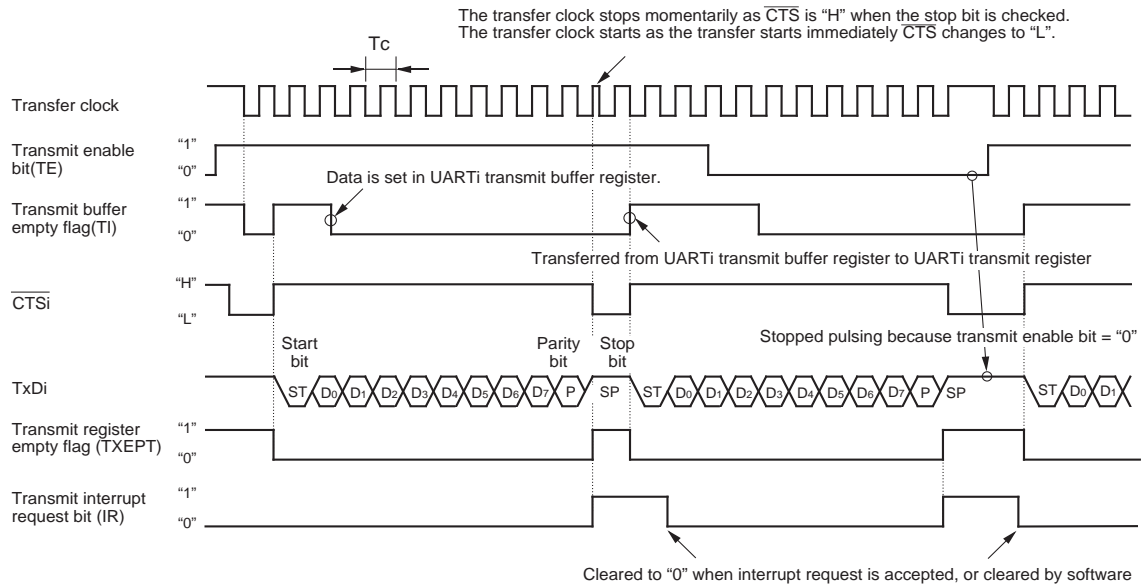 The transfer clock stops momentarily as CTS is “H” when the stop bit is checked.
The transfer clock starts as the transfer starts immediately CTS changes to “L”.
Tc
Transfer clock
Transmit enable
bit(TE)
“1”
“0”
Data is set in UARTi transmit buffer register.
Transmit buffer
empty flag(TI)
“1”
“0”
Transferred from UARTi transmit buffer register to UARTi transmit register
CTSi
“H”
“L”
Stopped pulsing because transmit enable bit = “0”
Start
bit
Parity
bit
Stop
bit
TxDi
ST D0 D1 D2 D3 D4 D5 D6 D7 P SP ST D0 D1 D2 D3 D4 D5 D6 D7 P SP ST D0 D1
Transmit register
empty flag (TXEPT)
“1”
“0”
Transmit interrupt
request bit (IR)
“1”
“0”
Cleared to “0” when interrupt request is accepted, or cleared by software